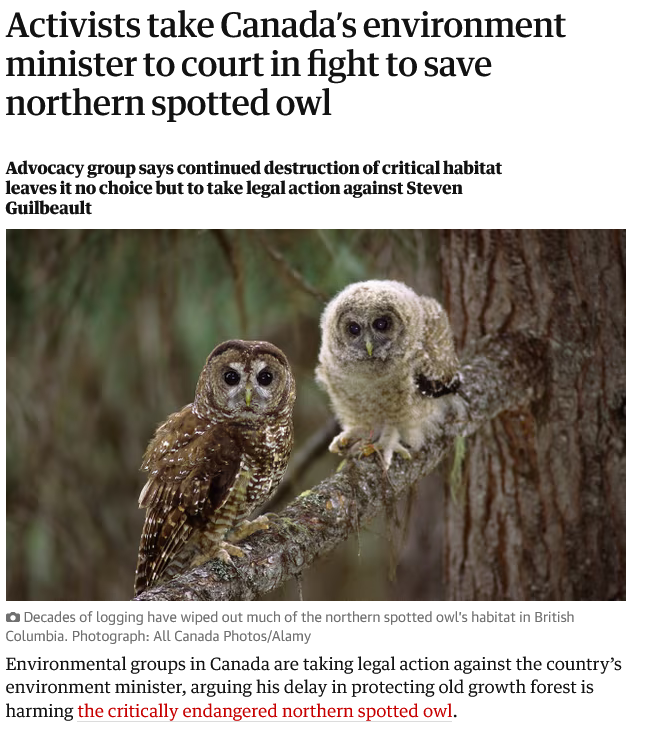 Activists take Canada’s environment
minister to court in fight to save
northern spotted owl
Advocacy group says continued destruction of critical habitat
leaves it no choice but to take legal action against Steven
Guilbeault
Decades of logging have wiped out much of the northern spotted owl’s habitat in British
Columbia. Photograph: All Canada Photos/Alamy
Environmental groups in Canada are taking legal action against the country’s
environment minister, arguing his delay in protecting old growth forest is
harming the critically endangered northern spotted owl.